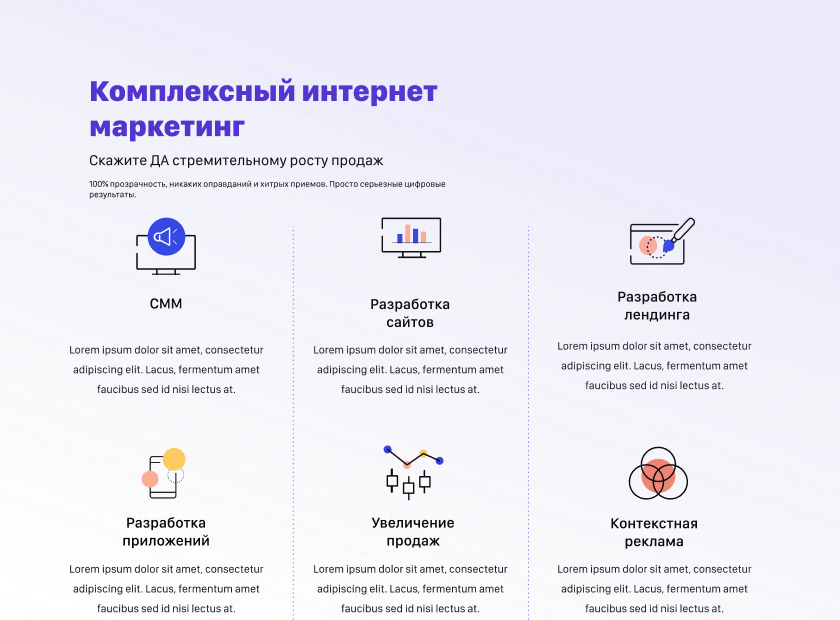 Комплексный интернет
маркетинг
Скажите ДА стремительному росту продаж
100% прозрачность, никаких оправданий и хитрых приемов. Просто серьезные цифровые
результаты.
СММ
Lorem ipsum dolor sit amet, consectetur
adipiscing elit. Lacus, fermentum amet
faucibus sed id nisi lectus at.
Разработка
сайтов
Lorem ipsum dolor sit amet, consectetur
adipiscing elit. Lacus, fermentum amet
faucibus sed id nisi lectus at.
Разработка
лендинга
Lorem ipsum dolor sit amet, consectetur
adipiscing elit. Lacus, fermentum amet
faucibus sed id nisi lectus at.
Разработка
приложений
Lorem ipsum dolor sit amet, consectetur
adipiscing elit. Lacus, fermentum amet
faucibus sed id nisi lectus at.
Увеличение
продаж
Lorem ipsum dolor sit amet, consectetur
adipiscing elit. Lacus, fermentum amet
faucibus sed id nisi lectus at.
Контекстная
реклама
Lorem ipsum dolor sit amet, consectetur
adipiscing elit. Lacus, fermentum amet
faucibus sed id nisi lectus at.